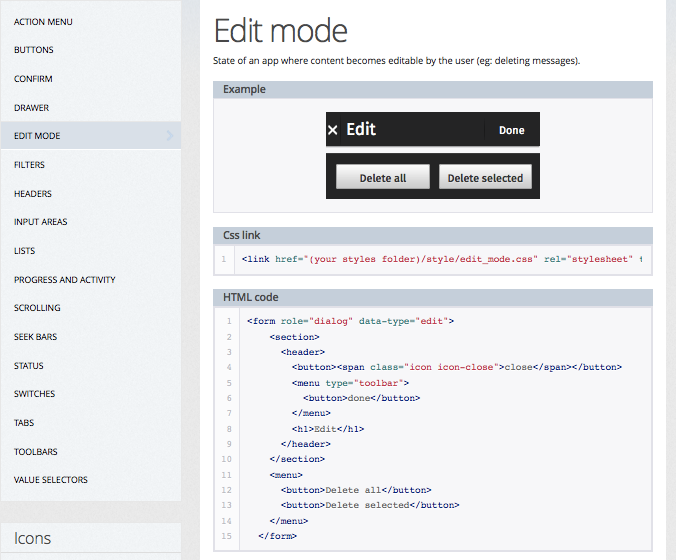 ACTION MENU
BUTTONS
CONFIRM
DRAWER
EDIT MODE
FILTERS
HEADERS
INPUT AREAS
LISTS
PROGRESS AND ACTIVITY
SCROLLING
SEEK BARS
STATUS
SWITCHES
TABS
TOOLBARS
VALUE SELECTORS
Icons
Edit mode
State of an app where content becomes editable by the user (eg: deleting messages).
Example
× Edit Done
Delete all Delete selected
Css link
1 <link href="(your styles folder)/style/edit_mode.css" rel="stylesheet" t
HTML code
1 <form role="dialog" data-type="edit">
2 <section>
3 <header>
4 <button><span class="icon icon-close">close</span></button>
5 <menu type="toolbar">
6 <button>done</button>
7 </menu>
8 <h1>Edit</h1>
9 </header>
10 </section>
11 <menu>
12 <button>Delete all</button>
13 <button>Delete selected</button>
14 </menu>
15 </form>